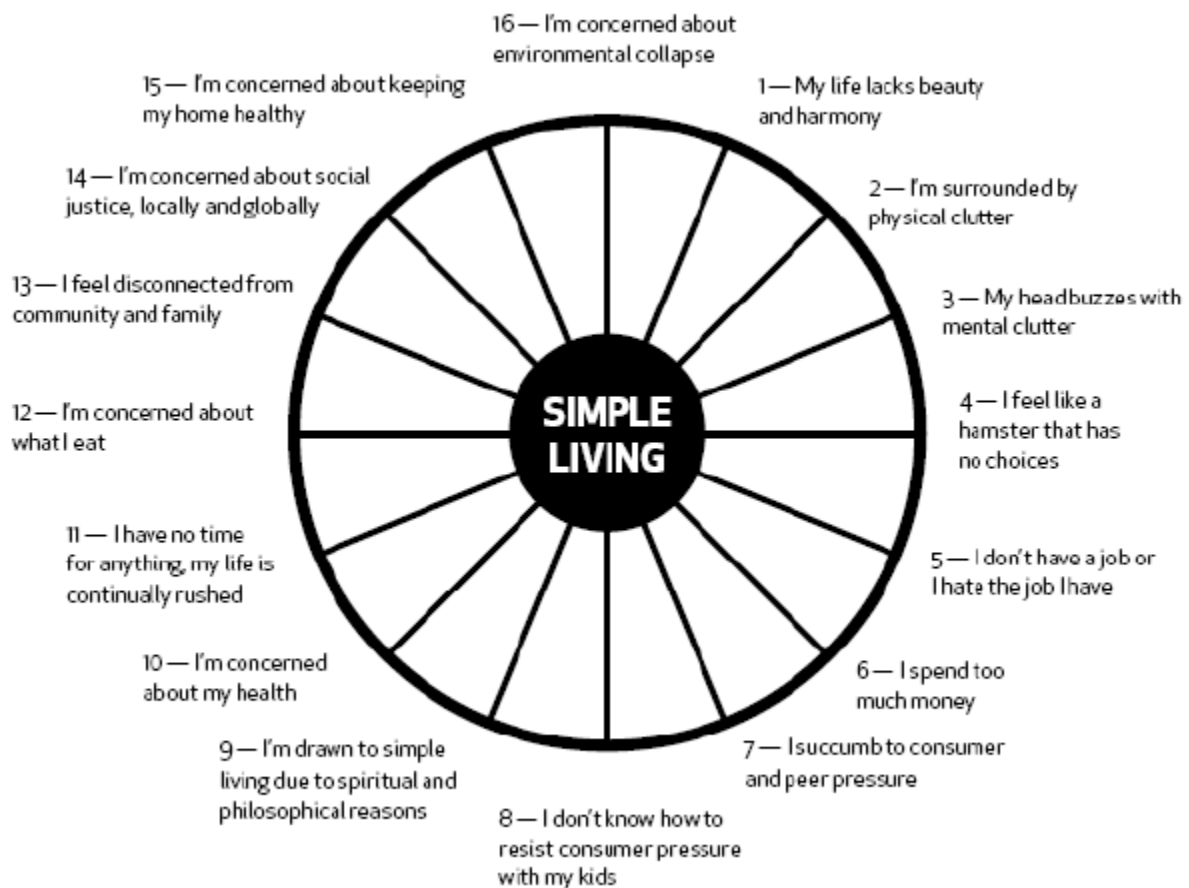 16 — I'm concerned about
environmental collapse
1 — My life lacks beauty
and harmony
2 — I'm surrounded by
physical clutter
3 — My head buzzes with
mental clutter
4 — I feel like a
hamster that has
no choices
5 — I don't have a job or
I hate the job I have
6 — I spend too
much money
7 — I succumb to consumer
and peer pressure
8 — I don't know how to
resist consumer pressure
with my kids
9 — I'm drawn to simple
living due to spiritual and
philosophical reasons
10 — I'm concerned
about my health
11 — I have no time
for anything, my life is
continually rushed
12 — I'm concerned about
what I eat
13 — I feel disconnected from
community and family
14 — I'm concerned about social
justice, locally and globally
15 — I'm concerned about keeping
my home healthy
SIMPLE
LIVING